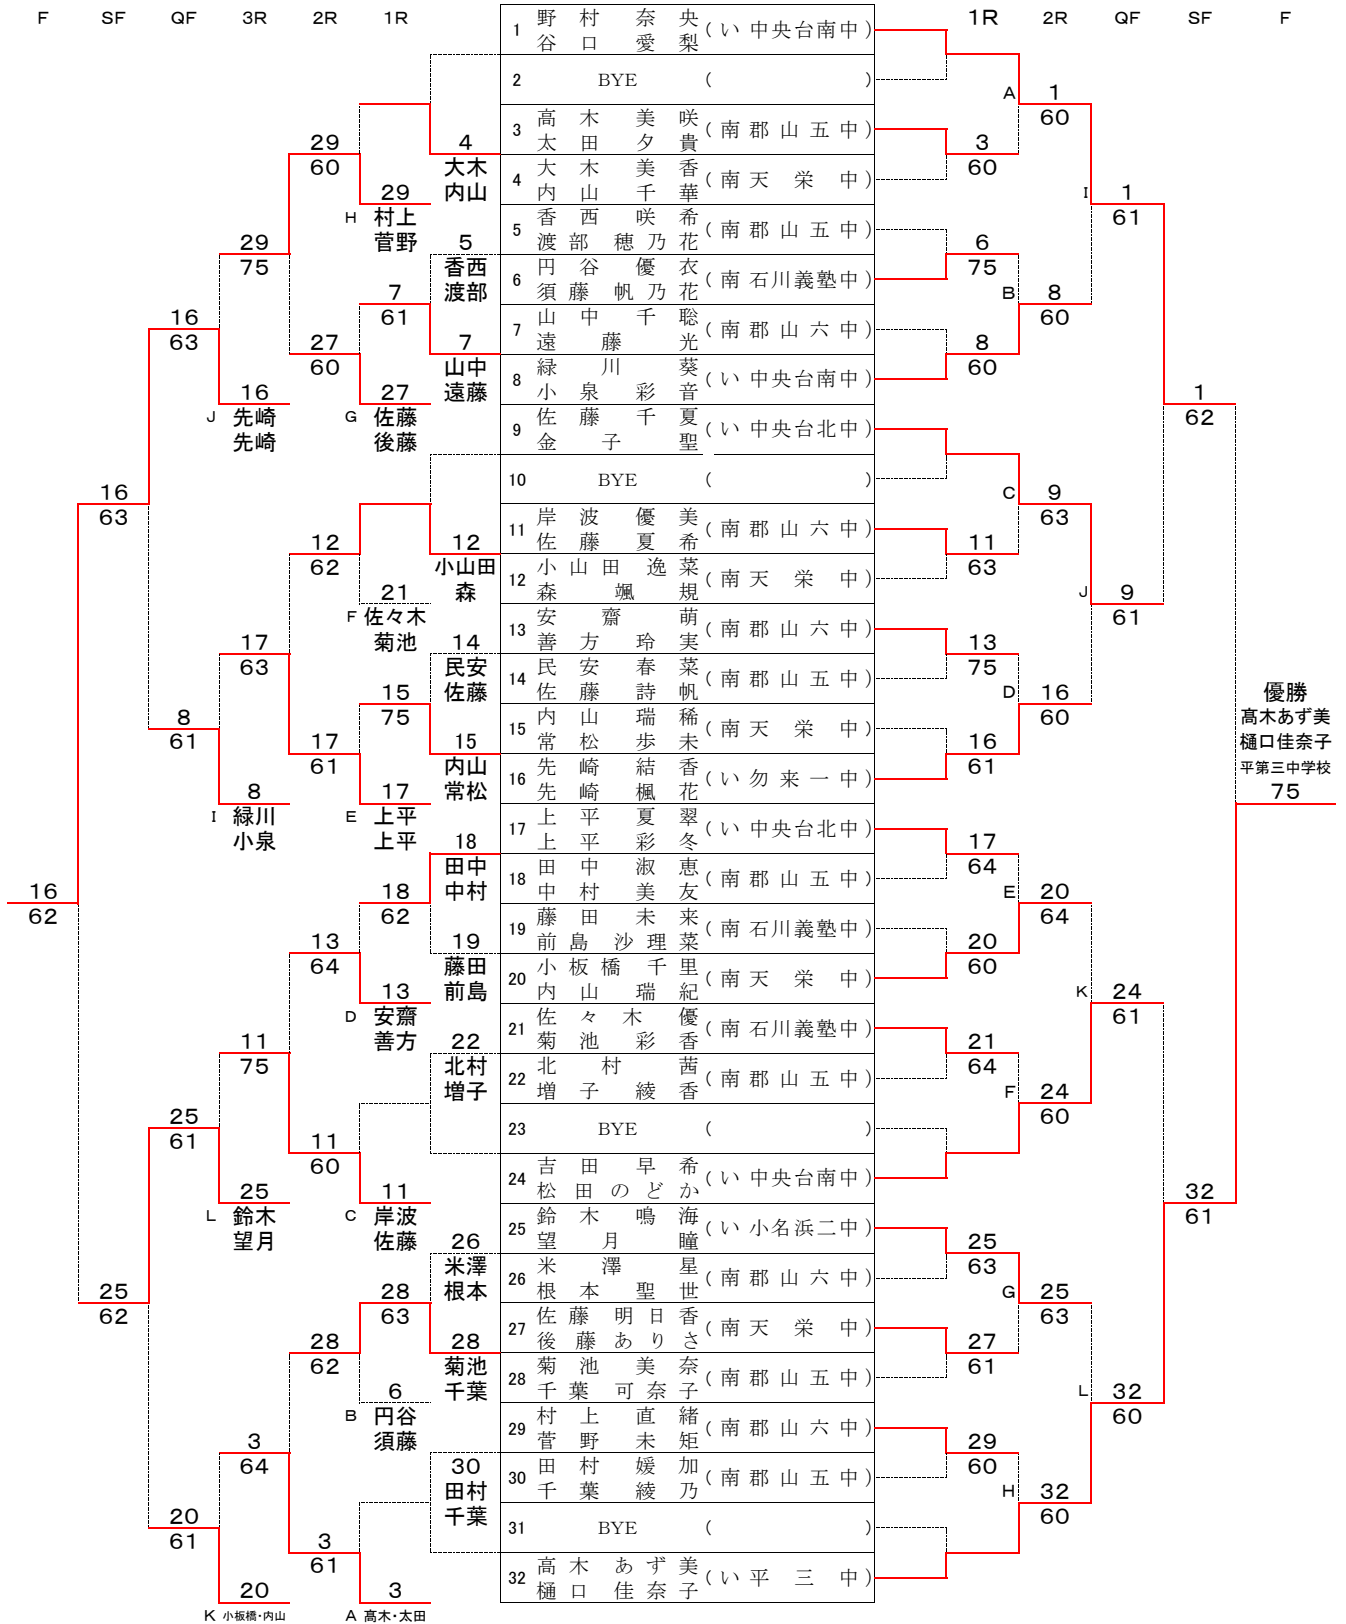 F SF QF 3R 2R 1R 1R 2R QF SF F
1 野村奈央 谷口愛梨 (い 中央台南中)
2 BYE ( )
3 高木美咲 太田夕貴 (南 郡山五中)
4 大木美香 内山千華 (南 天栄中)
5 香西咲希 渡部穂乃花 (南 郡山五中)
6 円谷優衣 須藤帆乃花 (南 石川義塾中)
7 山中千聡 遠藤光 (南 郡山六中)
8 緑川葵 小泉彩音 (い 中央台南中)
9 佐藤千夏 金子聖 (い 中央台北中)
10 BYE ( )
11 岸波優美 佐藤夏希 (南 郡山六中)
12 小山田逸菜 森颯規 (南 天栄中)
13 安齋萌 善方玲実 (南 郡山六中)
14 民安春菜 佐藤詩帆 (南 郡山五中)
15 内山瑞稀 常松歩未 (南 天栄中)
16 先崎結香 先崎楓花 (い 勿来一中)
17 上平夏翠 上平彩冬 (い 中央台北中)
18 田中淑恵 中村美友 (南 郡山五中)
19 藤田未来 前島沙理菜 (南 石川義塾中)
20 小板橋千里 内山瑞紀 (南 天栄中)
21 佐々木優 菊池彩香 (南 石川義塾中)
22 北村茜 増子綾香 (南 郡山五中)
23 BYE ( )
24 吉田早希 松田のどか (い 中央台南中)
25 鈴木鳴海 望月瞳 (い 小名浜二中)
26 米澤星 根本聖世 (南 郡山六中)
27 佐藤明日香 後藤ありさ (南 天栄中)
28 菊池美奈 千葉可奈子 (南 郡山五中)
29 村上直緒 菅野未矩 (南 郡山六中)
30 田村媛加 千葉綾乃 (南 郡山五中)
31 BYE ( )
32 高木あず美 樋口佳奈子 (い 平三中)
4
大木
内山
5
香西
渡部
7
山中
遠藤
12
小山田
森
14
民安
佐藤
15
内山
常松
18
田中
中村
19
藤田
前島
22
北村
増子
26
米澤
根本
28
菊池
千葉
30
田村
千葉
H 29
村上
菅野
7
61
G 27
佐藤
後藤
F 21
佐々木
菊池
15
75
E 17
上平
上平
18
62
D 13
安齋
善方
C 11
岸波
佐藤
28
63
B 6
円谷
須藤
A 3
髙木・太田
29
60
27
60
12
62
17
61
13
64
11
60
28
62
3
61
29
75
J 16
先崎
先崎
17
63
I 8
緑川
小泉
11
75
L 25
鈴木
望月
3
64
K 20
小板橋・内山
16
63
8
61
25
61
20
61
16
63
25
62
16
62
3
60
6
75
8
60
11
63
13
75
16
61
17
64
20
60
21
64
25
63
27
61
29
60
A 1
60
B 8
60
C 9
63
D 16
60
E 20
64
F 24
60
G 25
63
H 32
60
I 1
61
J 9
61
K 24
61
L 32
60
1
62
32
61
優勝
髙木あず美
樋口佳奈子
平第三中学校
75